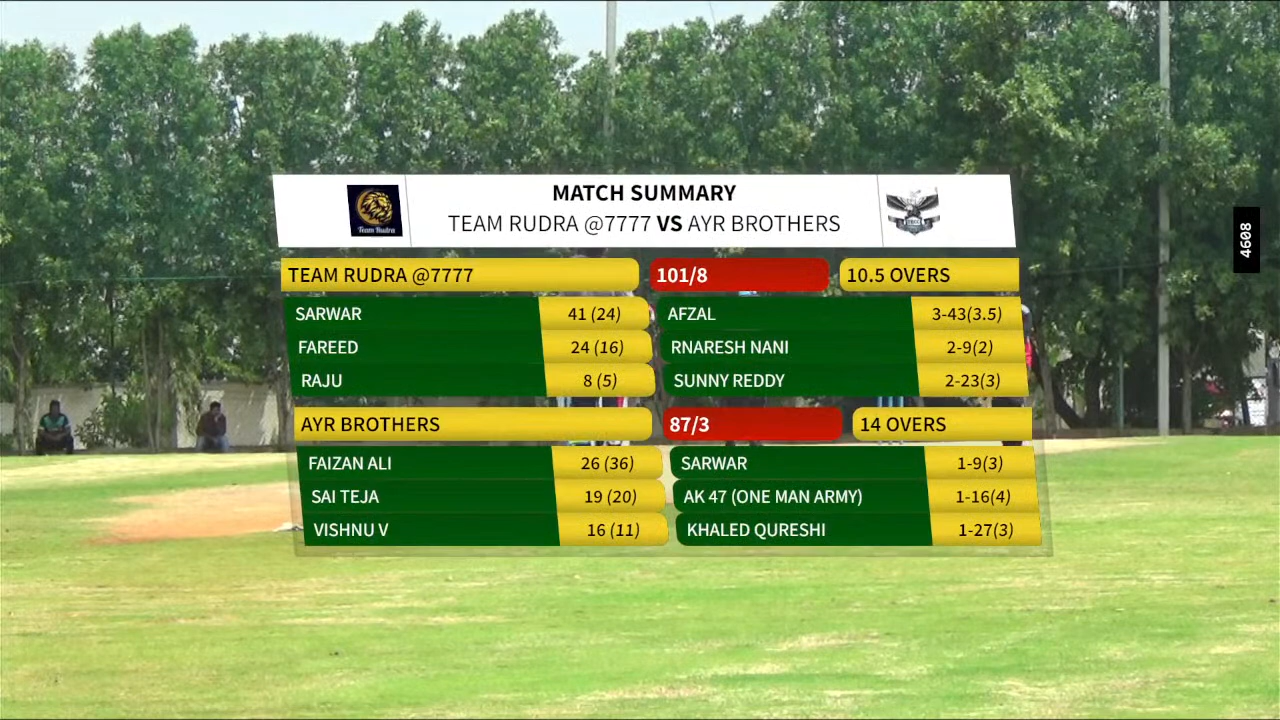 MATCH SUMMARY
TEAM RUDRA @7777 VS AYR BROTHERS
Team Rudra
TEAM RUDRA @7777 101/8 10.5 OVERS
SARWAR 41 (24) AFZAL 3-43(3.5)
FAREED 24 (16) RNARESH NANI 2-9(2)
RAJU 8 (5) SUNNY REDDY 2-23(3)
AYR BROTHERS 87/3 14 OVERS
FAIZAN ALI 26 (36) SARWAR 1-9(3)
SAI TEJA 19 (20) AK 47 (ONE MAN ARMY) 1-16(4)
VISHNU V 16 (11) KHALED QURESHI 1-27(3)
4608